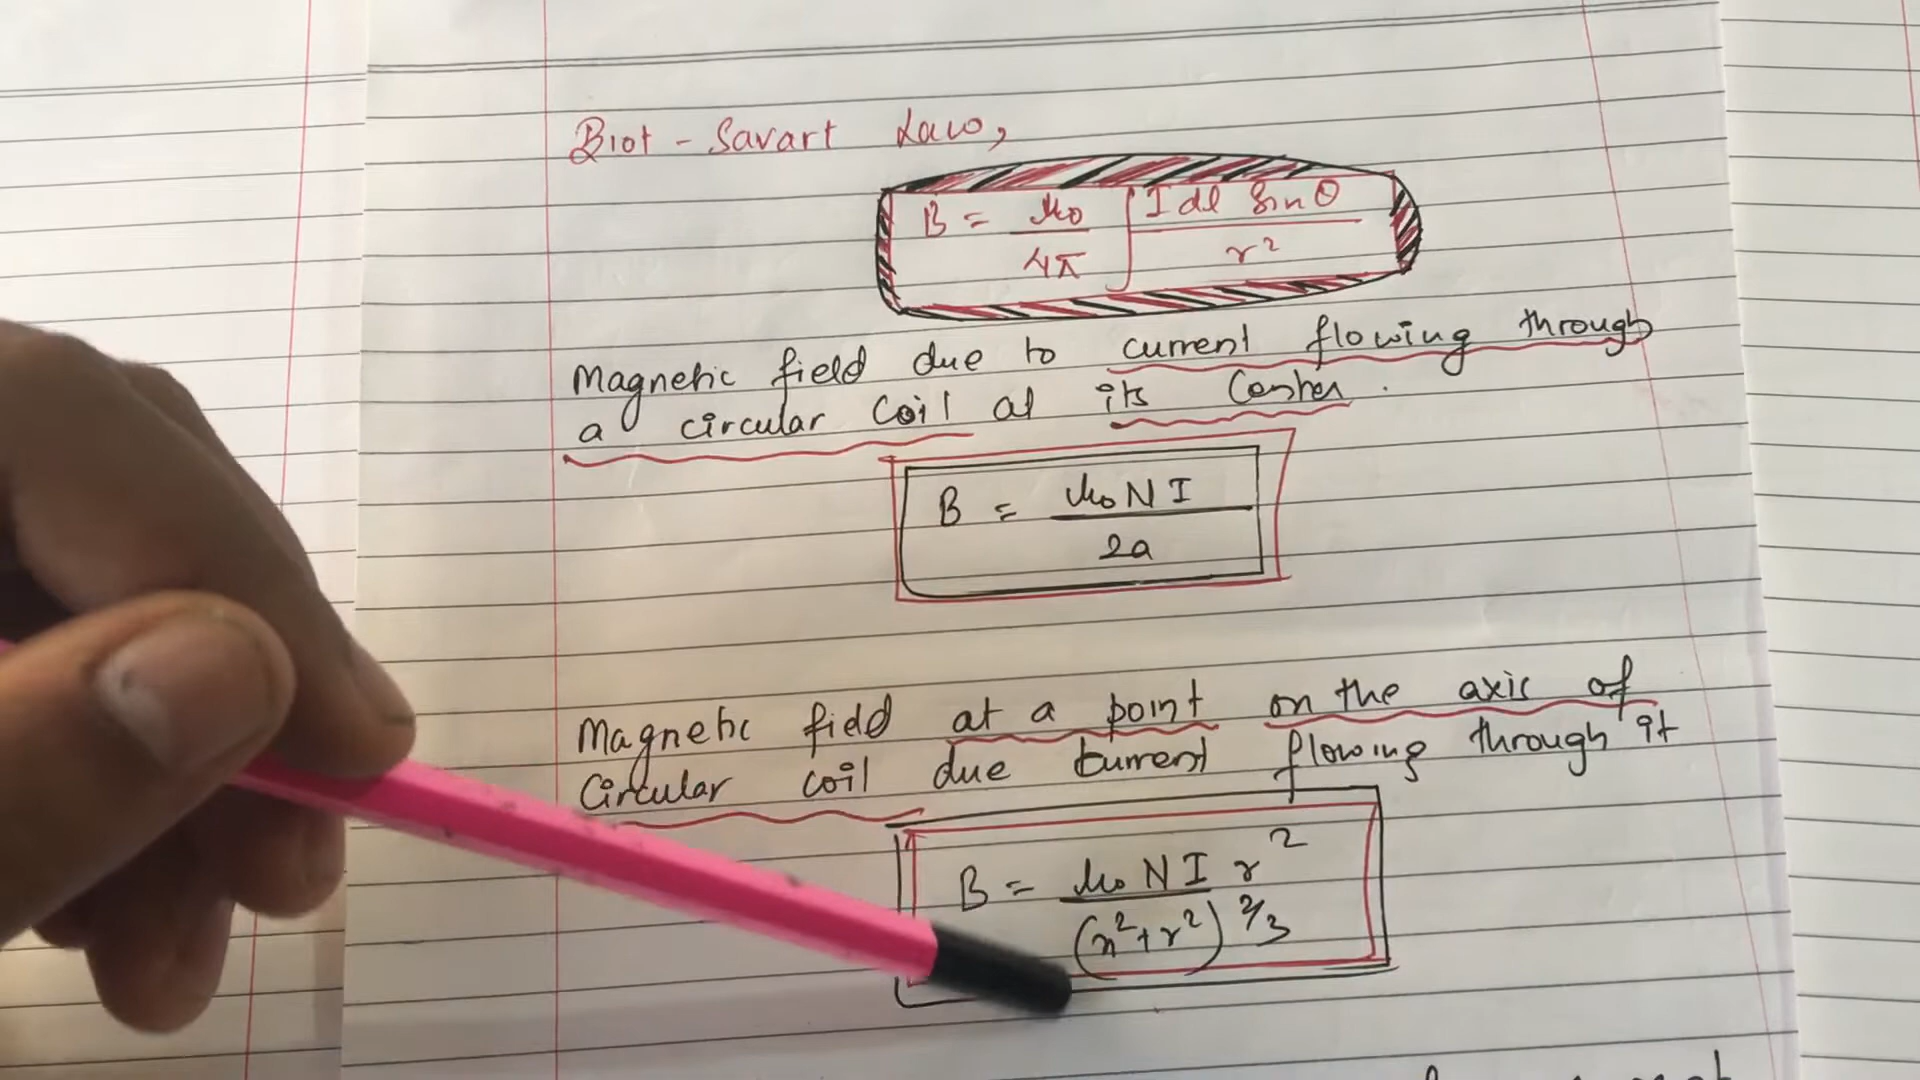 Biot - Savart Law,
B = μ₀/4π ∫ I dl Sin θ / r²
Magnetic field due to current flowing through
a circular coil at its Center.
B = μ₀ N I / 2a
Magnetic field at a point on the axis of
Circular coil due current flowing through it
B = μ₀ N I r² / (x² + r²)^2/3